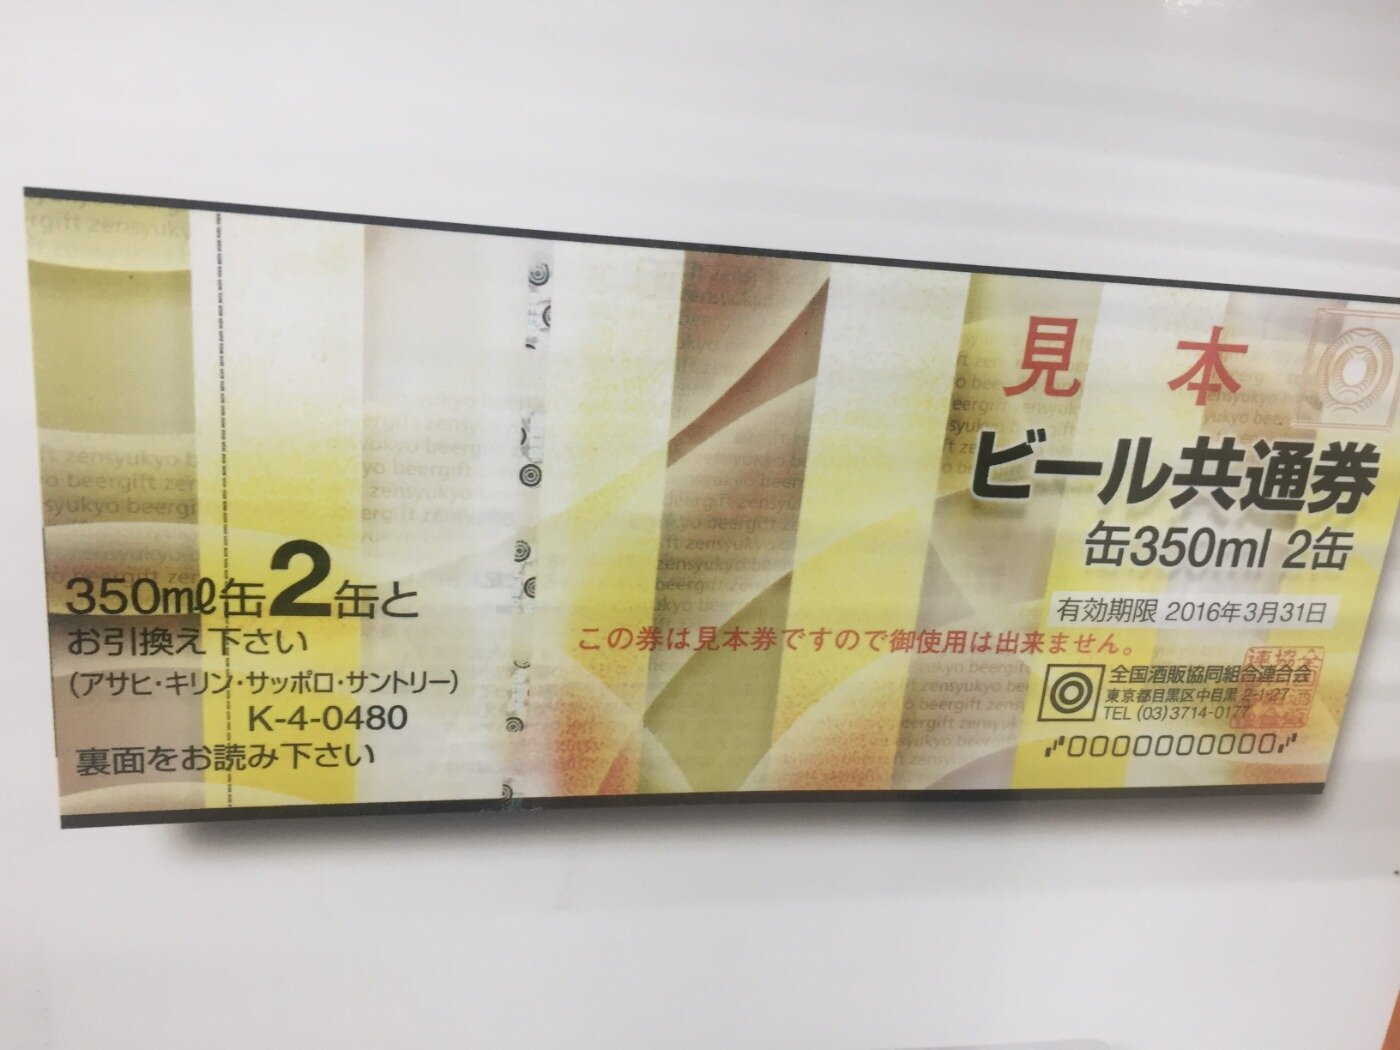 見本
ビール共通券
缶350ml 2缶
有効期限 2016年3月31日
この券は見本券ですので御使用は出来ません。
全国酒販協同組合連合会
東京都目黒区中目黒 2-1-27
TEL (03)3714-0177
0000000000
350mℓ缶2缶と
お引換え下さい
(アサヒ・キリン・サッポロ・サントリー)
K-4-0480
裏面をお読み下さい